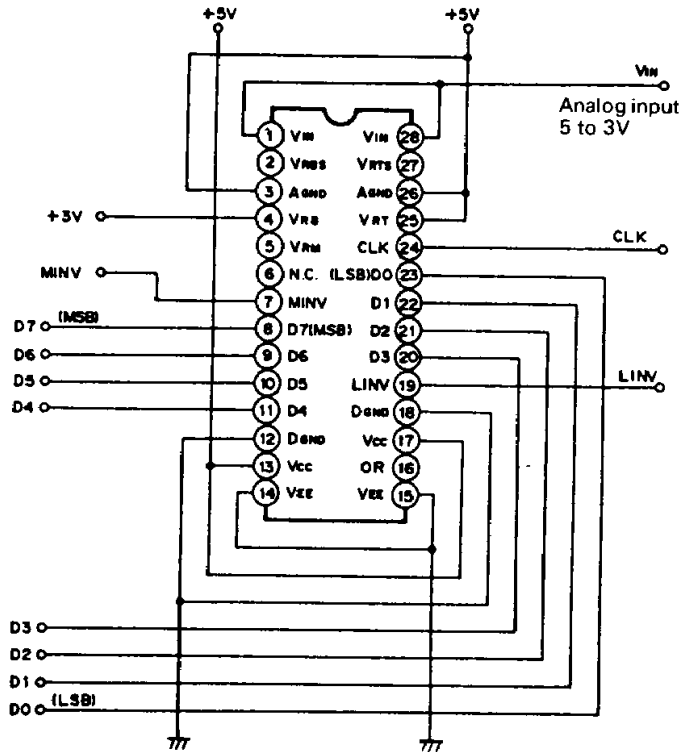 +5V +5V
VIN
Analog input
5 to 3V
1 VIN VIN 28
2 VRBS VRTS 27
3 AGND AGND 26
+3V 4 VRB VRT 25
5 VRM CLK 24 CLK
MINV 6 N.C. (LSB)D0 23
7 MINV D1 22
D7 (MSB) 8 D7(MSB) D2 21
D6 9 D6 D3 20
D5 10 D5 LINV 19 LINV
D4 11 D4 DGND 18
12 DGND VCC 17
13 VCC OR 16
14 VEE VEE 15
D3
D2
D1
D0 (LSB)